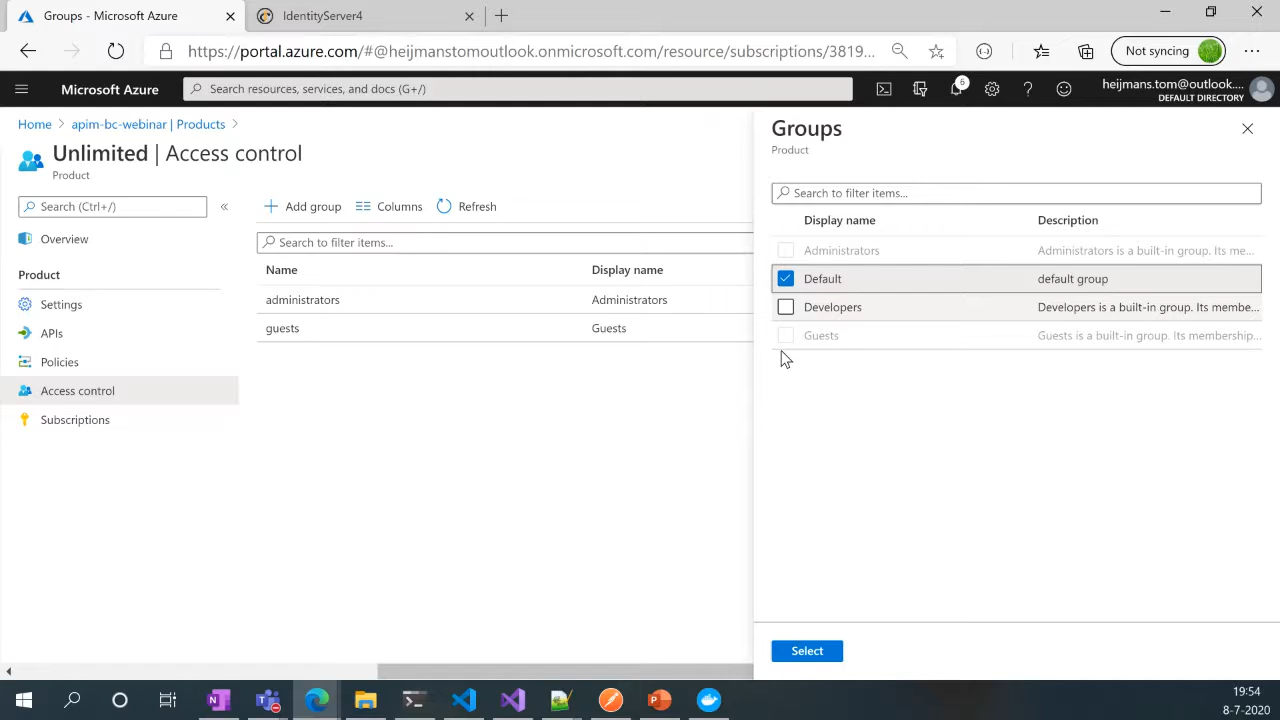 Groups - Microsoft Azure
IdentityServer4
https://portal.azure.com/#@heijmanstomoutlook.onmicrosoft.com/resource/subscriptions/3819...
Not syncing
Microsoft Azure
Search resources, services, and docs (G+/)
6
heijmans.tom@outlook....
DEFAULT DIRECTORY
Home > apim-bc-webinar | Products >
Unlimited | Access control
Product
Search (Ctrl+/)
«
Overview
Product
Settings
APIs
Policies
Access control
Subscriptions
Add group
Columns
Refresh
Search to filter items...
Name Display name
administrators Administrators
guests Guests
Groups
Product
Search to filter items...
Display name Description
Administrators Administrators is a built-in group. Its me...
Default default group
Developers Developers is a built-in group. Its membe...
Guests Guests is a built-in group. Its membership...
Select
19:54
8-7-2020